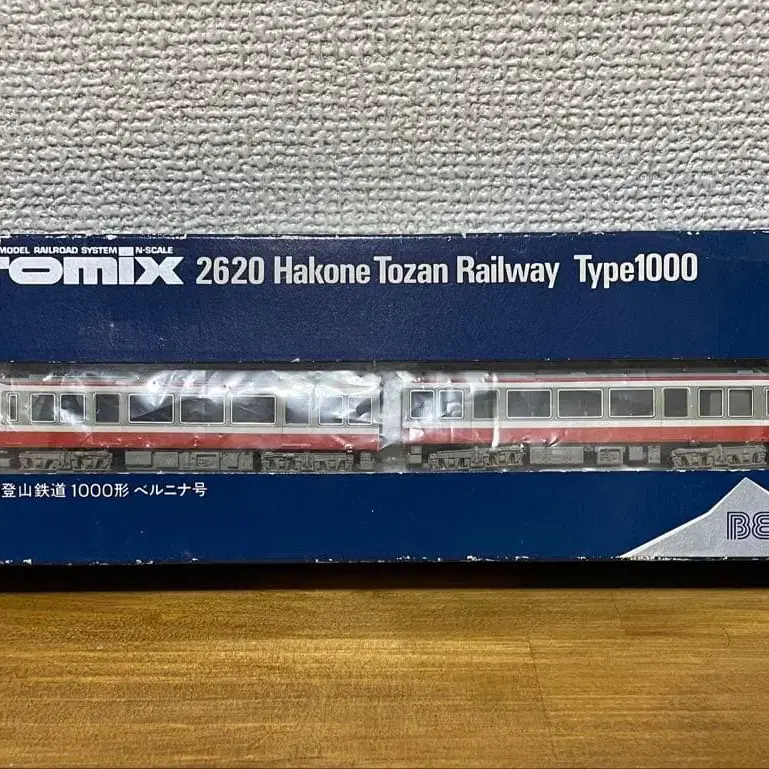 MODEL RAILROAD SYSTEM N-SCALE
romix 2620 Hakone Tozan Railway Type1000
登山鉄道 1000形 ベルニナ号
BE